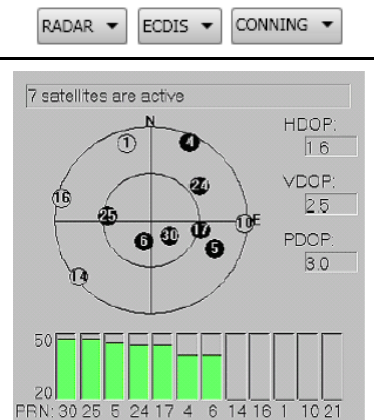 RADAR ECDIS CONNING
7 satellites are active
N
HDOP:
1.6
VDOP:
2.5
PDOP:
3.0
1
4
24
16
25
17
10
E
6
30
5
14
50
20
PRN: 30 25 5 24 17 4 6 14 16 1 10 21